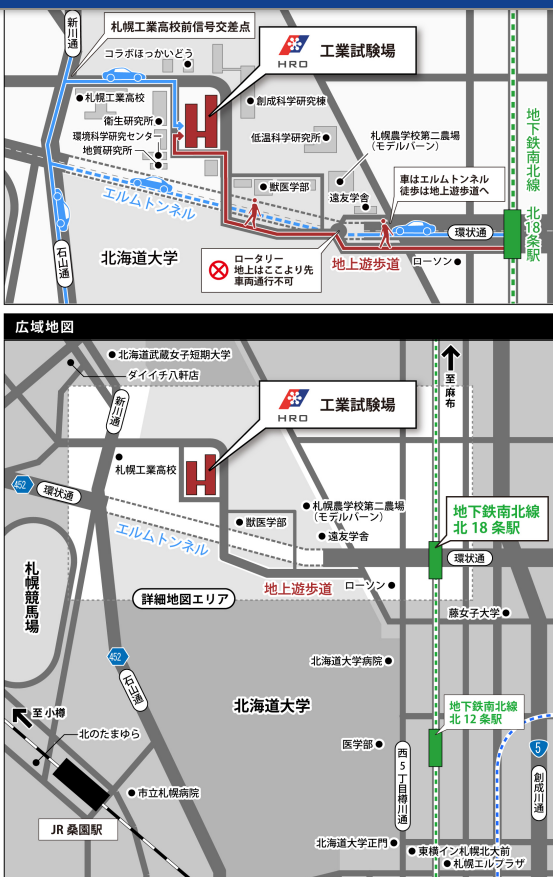 新川通
札幌工業高校前信号交差点
コラボほっかいどう
HRO
工業試験場
札幌工業高校
衛生研究所
環境科学研究センター
地質研究所
創成科学研究棟
低温科学研究所
札幌農学校第二農場
（モデルバーン）
地下鉄南北線 北18条駅
獣医学部
遠友学舎
車はエルムトンネル
徒歩は地上遊歩道へ
エルムトンネル
環状通
石山通
北海道大学
ロータリー
地上はここより先
車両通行不可
地上遊歩道
ローソン
広域地図
北海道武蔵女子短期大学
ダイイチ八軒店
至 麻布
新川通
HRO
工業試験場
札幌工業高校
452
環状通
札幌農学校第二農場
（モデルバーン）
地下鉄南北線
北 18 条駅
獣医学部
エルムトンネル
遠友学舎
環状通
札幌競馬場
地上遊歩道
ローソン
詳細地図エリア
藤女子大学
452
石山通
北海道大学病院
北海道大学
至 小樽
地下鉄南北線
北 12 条駅
北のたまゆら
医学部
西5丁目樽川通
5
創成川通
市立札幌病院
JR 桑園駅
北海道大学正門
東横イン札幌北大前
札幌エルプラザ